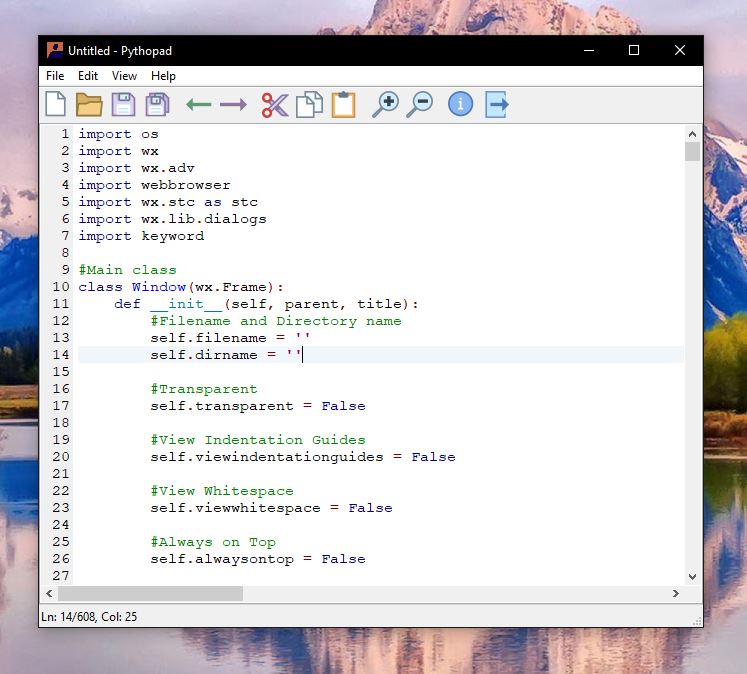 Untitled - Pythopad
File Edit View Help
1 import os
2 import wx
3 import wx.adv
4 import webbrowser
5 import wx.stc as stc
6 import wx.lib.dialogs
7 import keyword
8
9 #Main class
10 class Window(wx.Frame):
11     def __init__(self, parent, title):
12         #Filename and Directory name
13         self.filename = ''
14         self.dirname = ''
15
16         #Transparent
17         self.transparent = False
18
19         #View Indentation Guides
20         self.viewindentationguides = False
21
22         #View Whitespace
23         self.viewwhitespace = False
24
25         #Always on Top
26         self.alwaysontop = False
27
Ln: 14/608, Col: 25